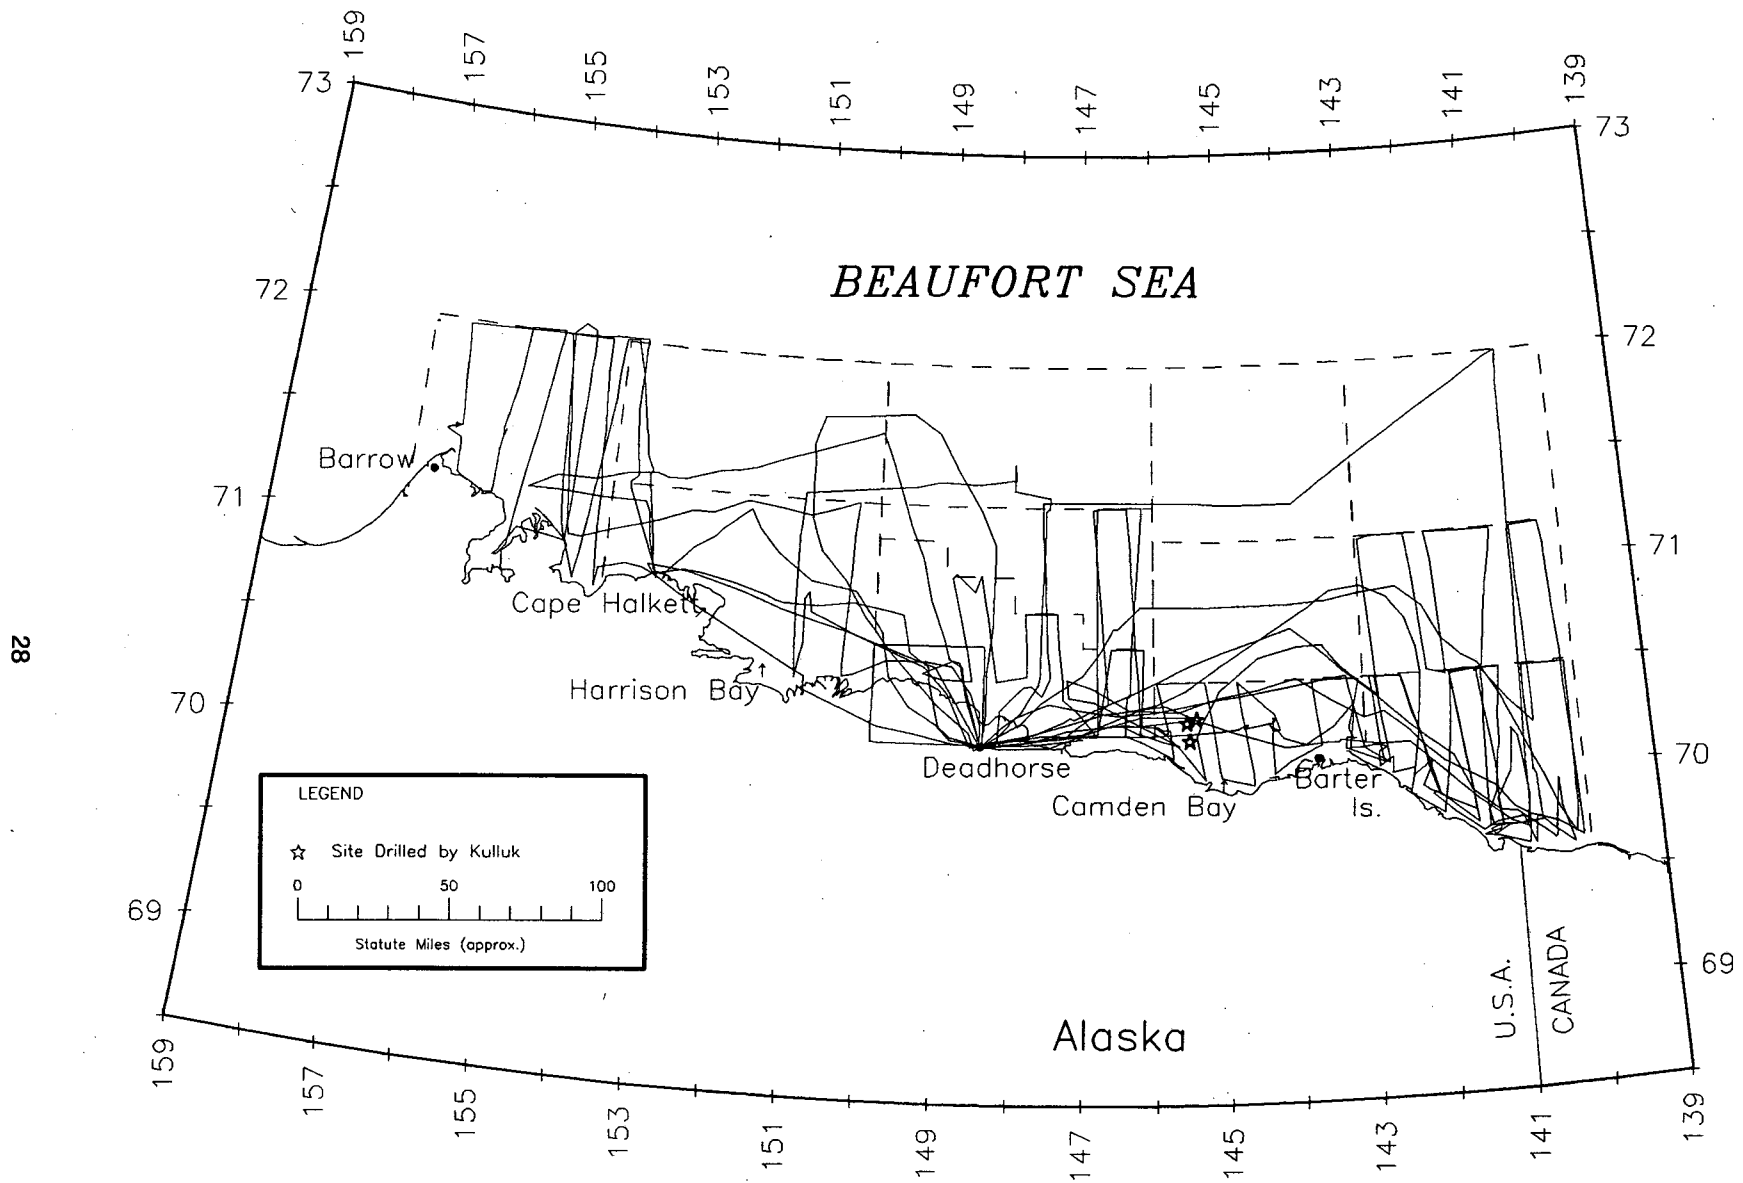 159
157
155
153
151
149
147
145
143
141
139
73
73
BEAUFORT SEA
72
72
Barrow
71
71
Cape Halkett
Harrison Bay
70
70
Deadhorse
Camden Bay
Barter
Is.
28
LEGEND
Site Drilled by Kulluk
0 50 100
Statute Miles (approx.)
69
69
U.S.A.
CANADA
Alaska
159
157
155
153
151
149
147
145
143
141
139